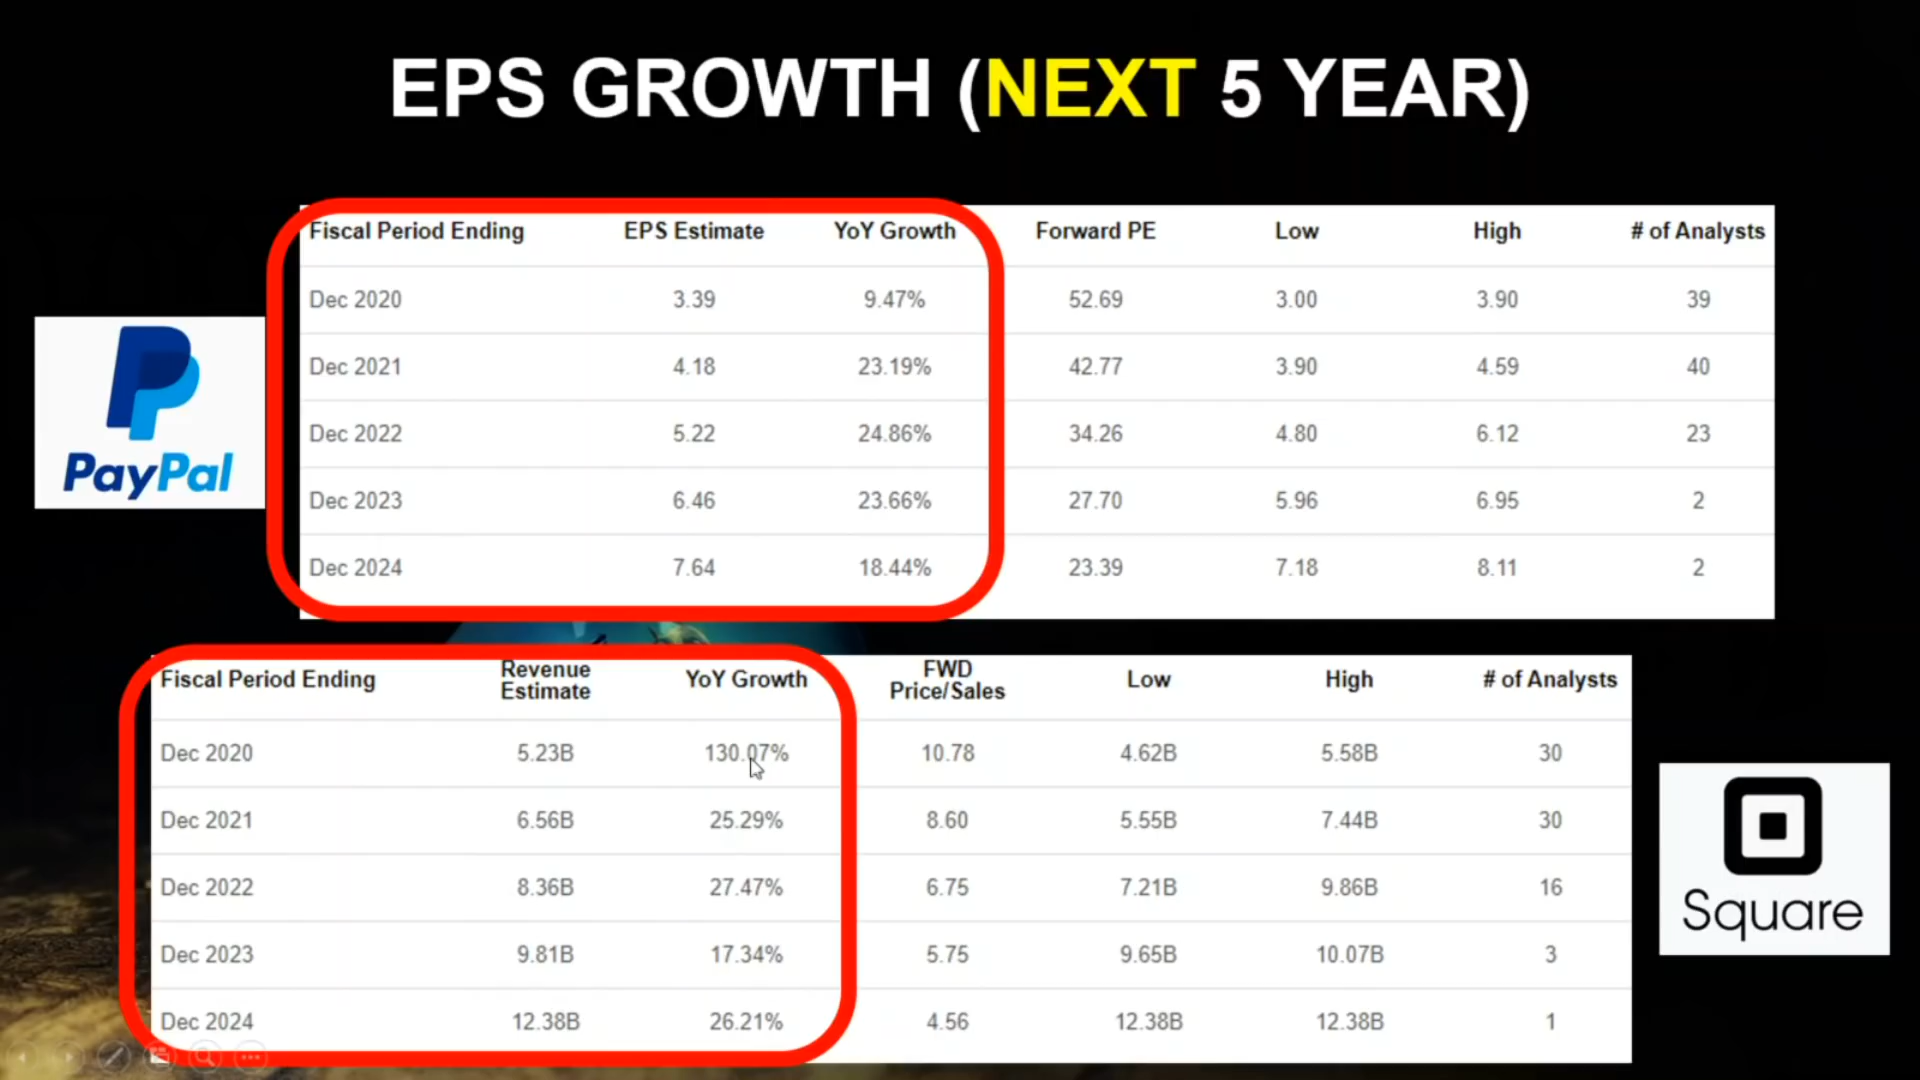 EPS GROWTH (NEXT 5 YEAR)
Fiscal Period Ending EPS Estimate YoY Growth Forward PE Low High # of Analysts
Dec 2020 3.39 9.47% 52.69 3.00 3.90 39
Dec 2021 4.18 23.19% 42.77 3.90 4.59 40
Dec 2022 5.22 24.86% 34.26 4.80 6.12 23
Dec 2023 6.46 23.66% 27.70 5.96 6.95 2
Dec 2024 7.64 18.44% 23.39 7.18 8.11 2
PayPal
Fiscal Period Ending Revenue Estimate YoY Growth FWD Price/Sales Low High # of Analysts
Dec 2020 5.23B 130.07% 10.78 4.62B 5.58B 30
Dec 2021 6.56B 25.29% 8.60 5.55B 7.44B 30
Dec 2022 8.36B 27.47% 6.75 7.21B 9.86B 16
Dec 2023 9.81B 17.34% 5.75 9.65B 10.07B 3
Dec 2024 12.38B 26.21% 4.56 12.38B 12.38B 1
Square